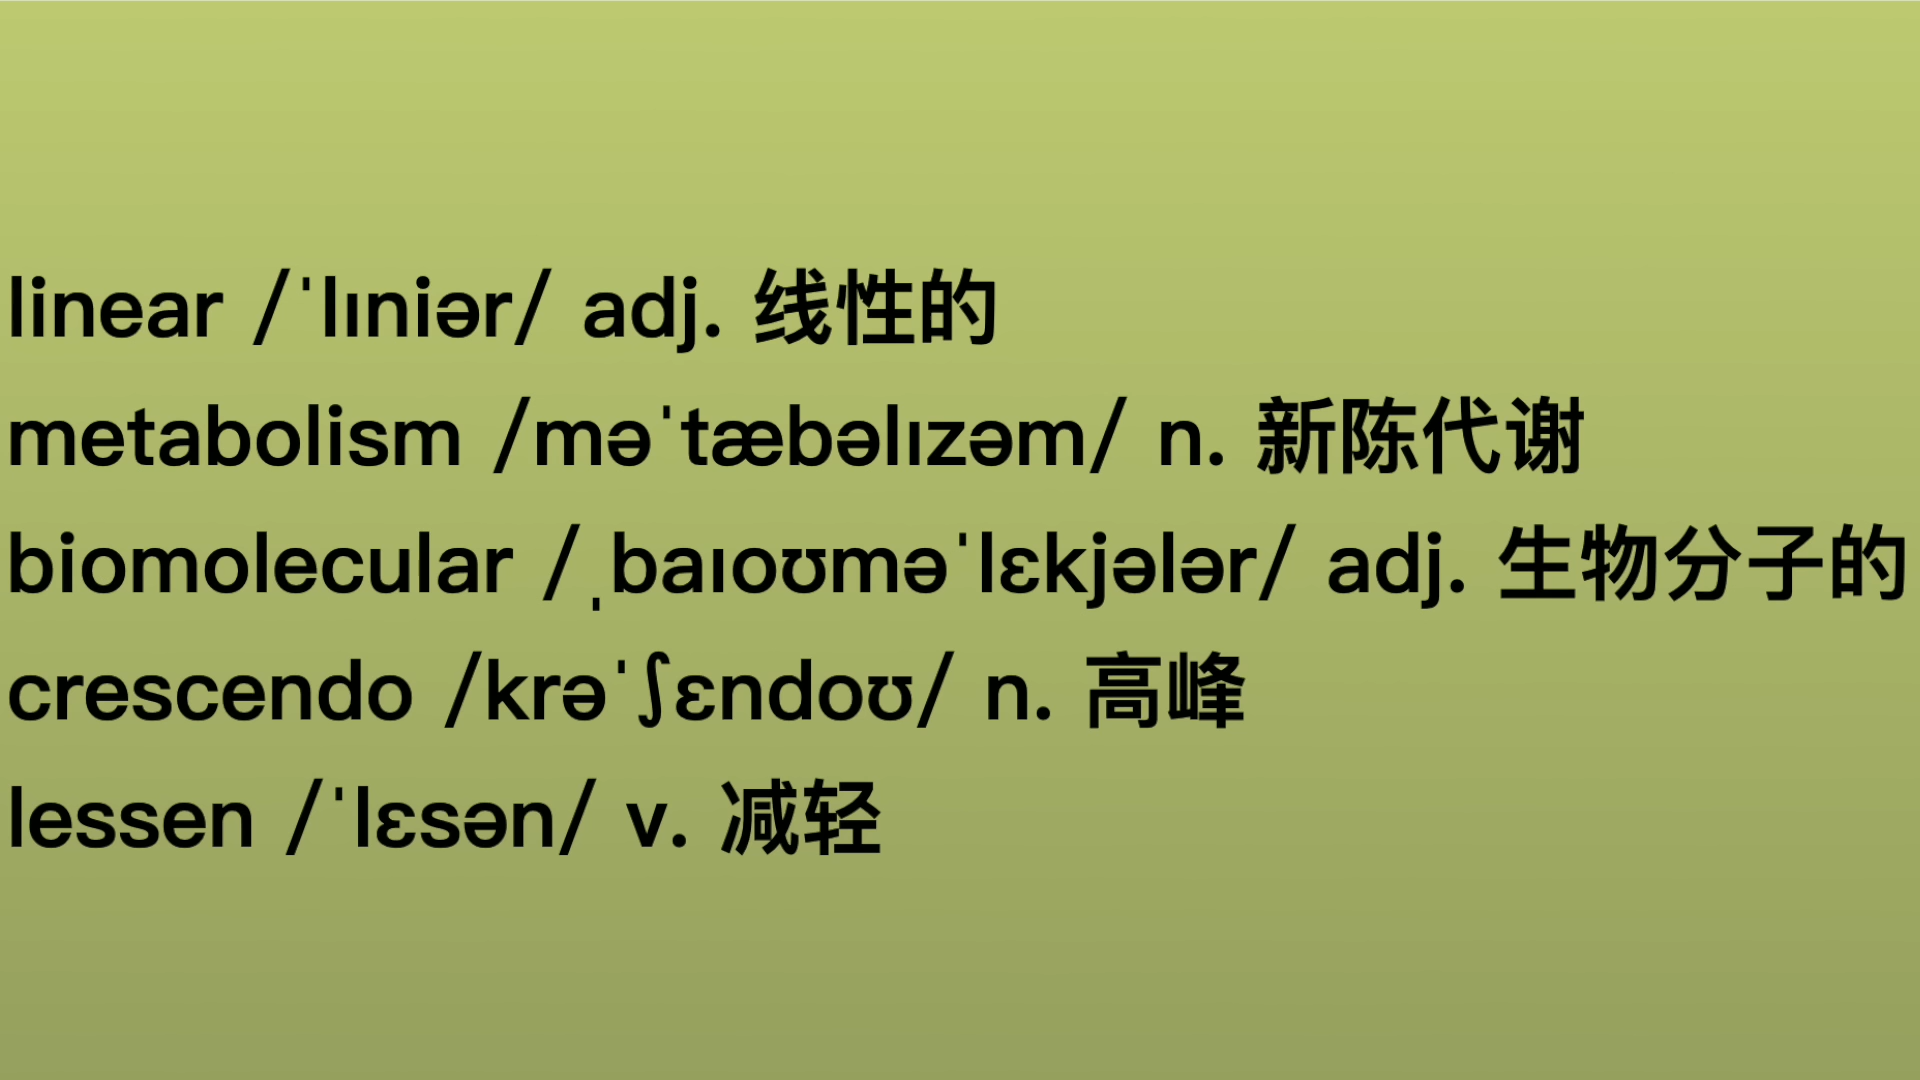 linear /ˈlɪniər/ adj. 线性的
metabolism /məˈtæbəlɪzəm/ n. 新陈代谢
biomolecular /ˌbaɪoʊməˈlɛkjələr/ adj. 生物分子的
crescendo /krəˈʃɛndoʊ/ n. 高峰
lessen /ˈlɛsən/ v. 减轻